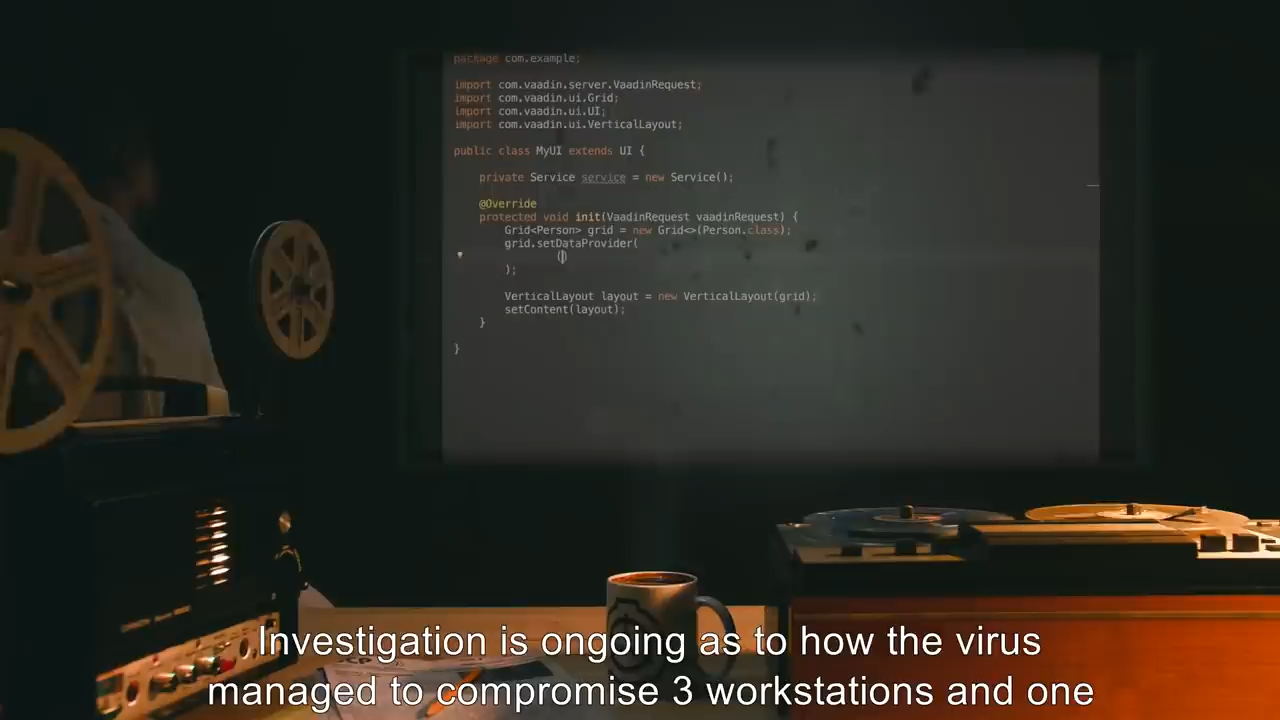 package com.example;
import com.vaadin.server.VaadinRequest;
import com.vaadin.ui.Grid;
import com.vaadin.ui.UI;
import com.vaadin.ui.VerticalLayout;
public class MyUI extends UI {
private Service service = new Service();
@Override
protected void init(VaadinRequest vaadinRequest) {
Grid<Person> grid = new Grid<>(Person.class);
grid.setDataProvider(
()
);
VerticalLayout layout = new VerticalLayout(grid);
setContent(layout);
}
}
Investigation is ongoing as to how the virus
managed to compromise 3 workstations and one